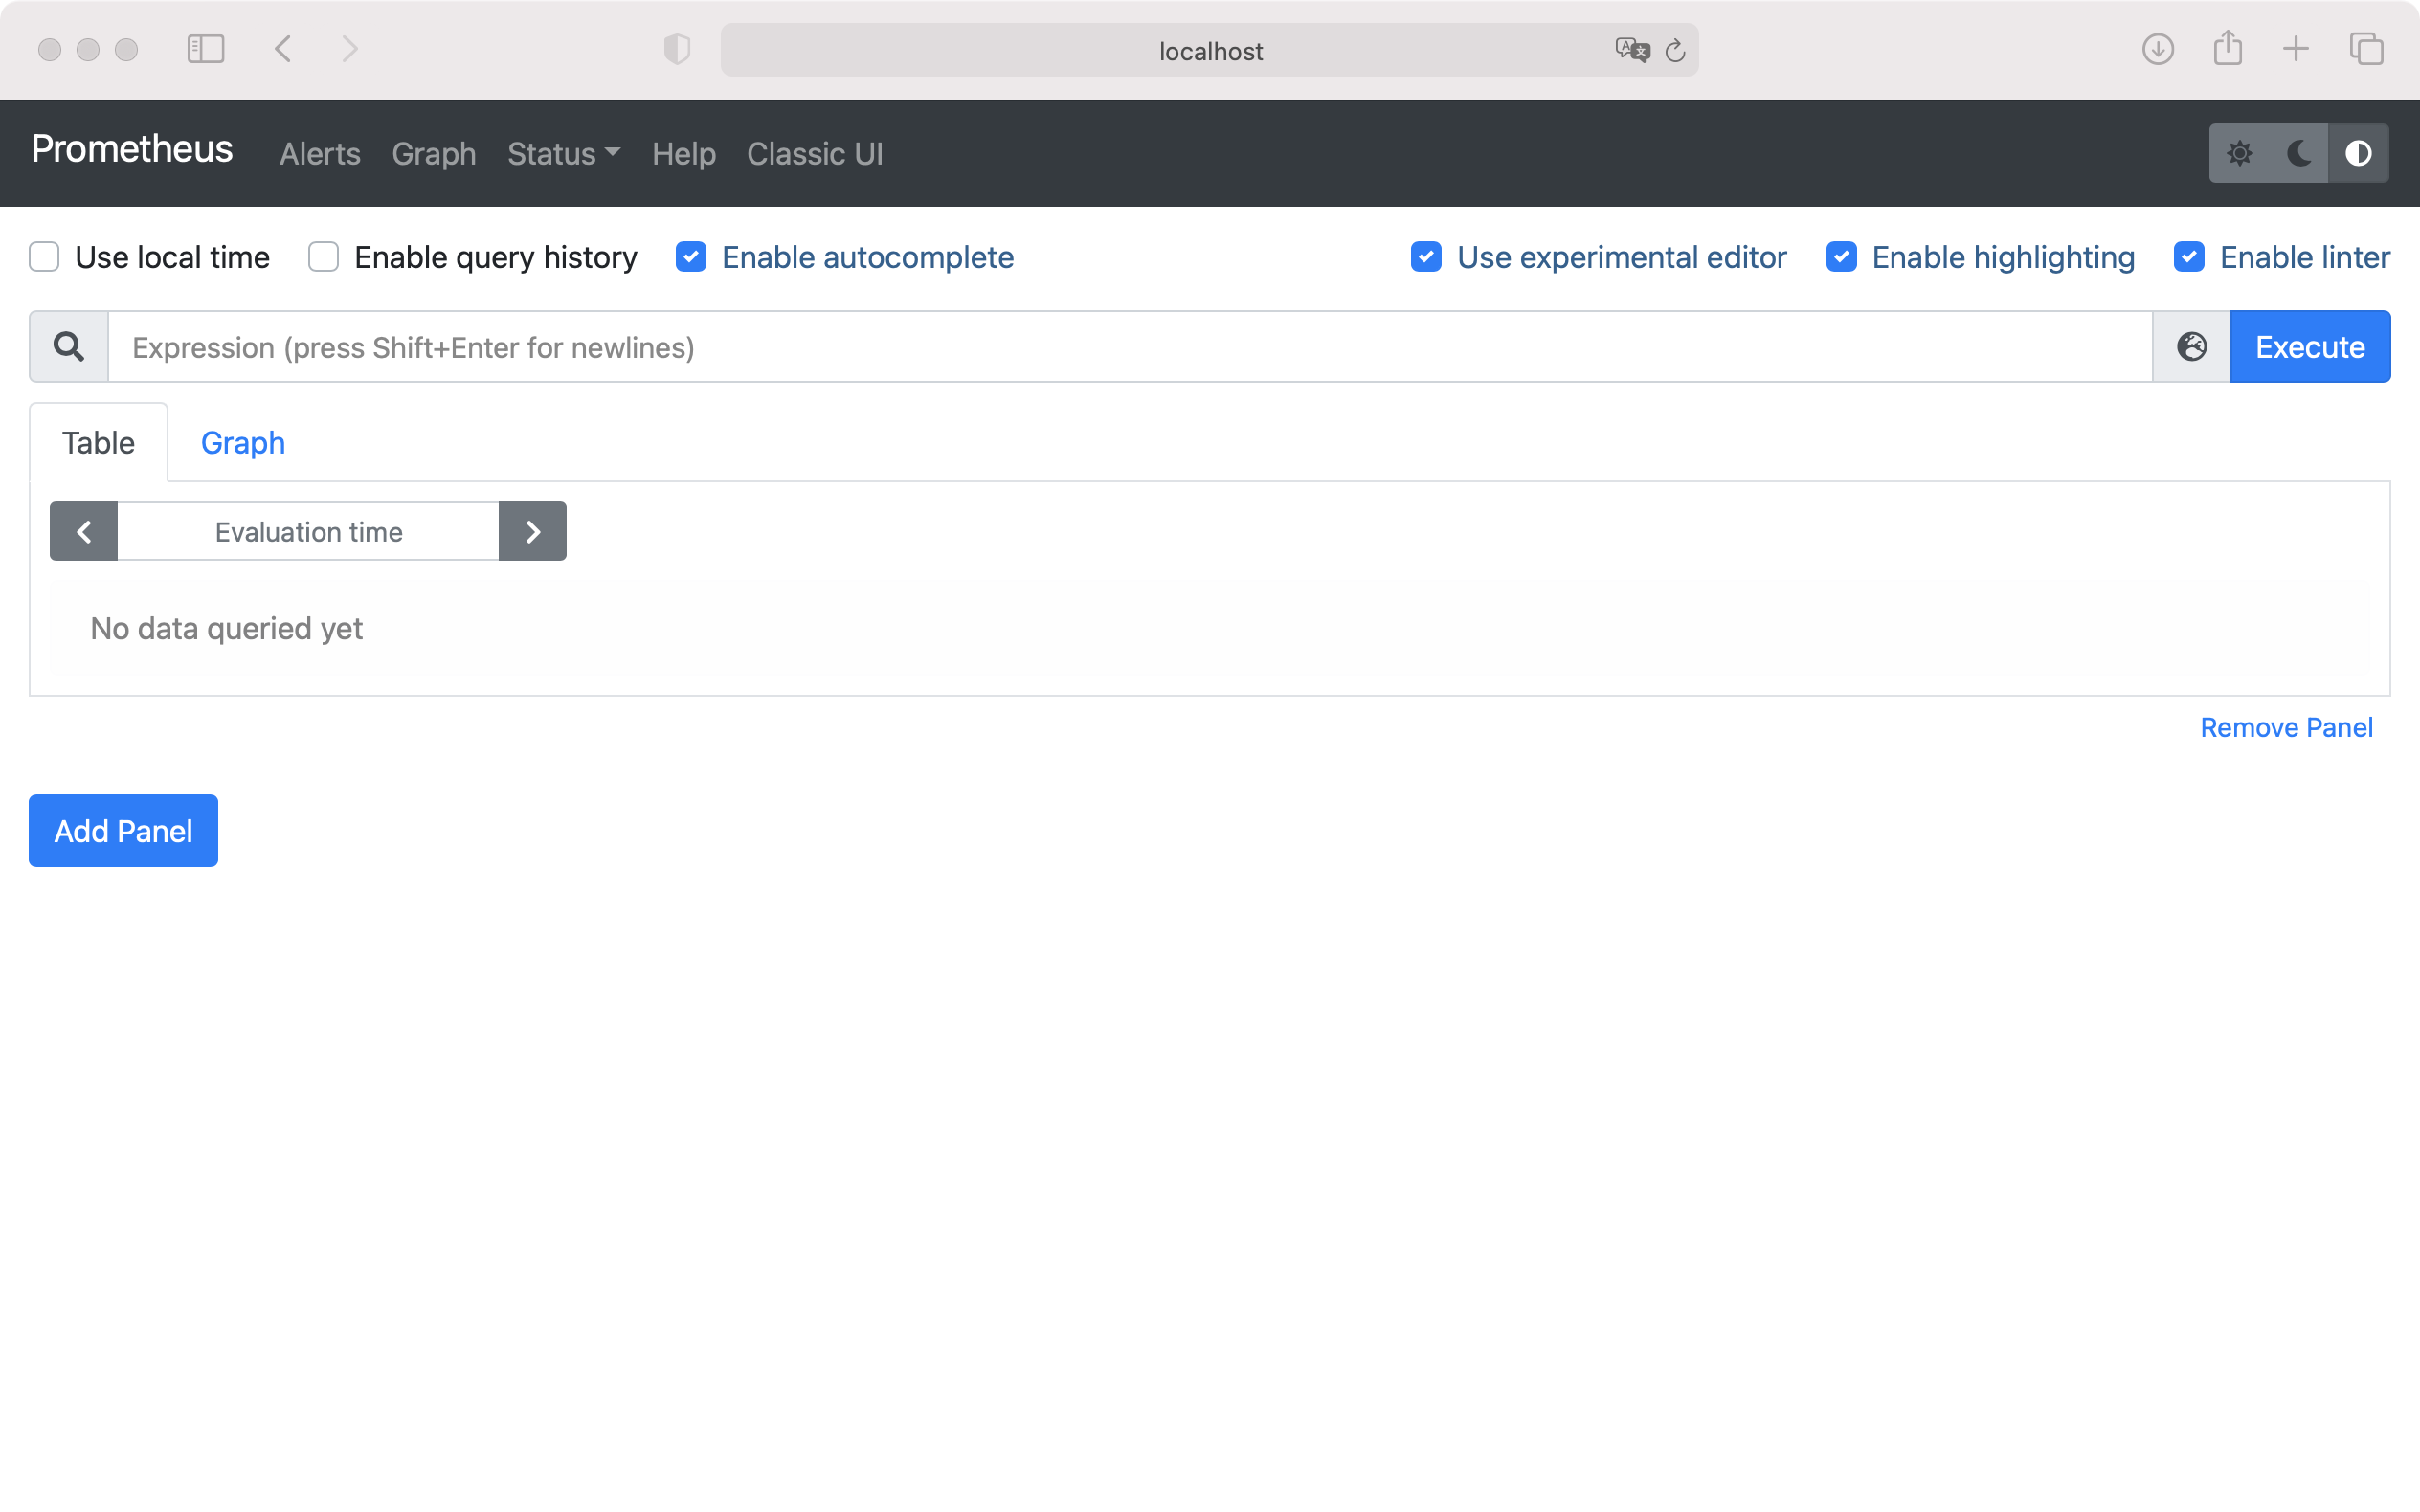 localhost
Prometheus Alerts Graph Status Help Classic UI
Use local time Enable query history Enable autocomplete Use experimental editor Enable highlighting Enable linter
Expression (press Shift+Enter for newlines) Execute
Table Graph
Evaluation time
No data queried yet
Remove Panel
Add Panel